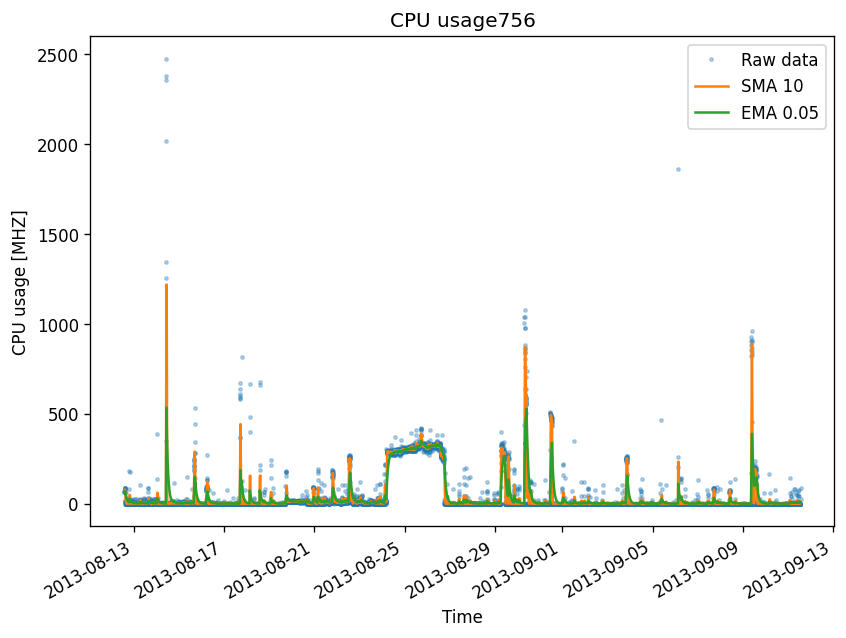 CPU usage756
2500
2000
1500
1000
500
0
CPU usage [MHZ]
Raw data
SMA 10
EMA 0.05
2013-08-13
2013-08-17
2013-08-21
2013-08-25
2013-08-29
2013-09-01
2013-09-05
2013-09-09
2013-09-13
Time